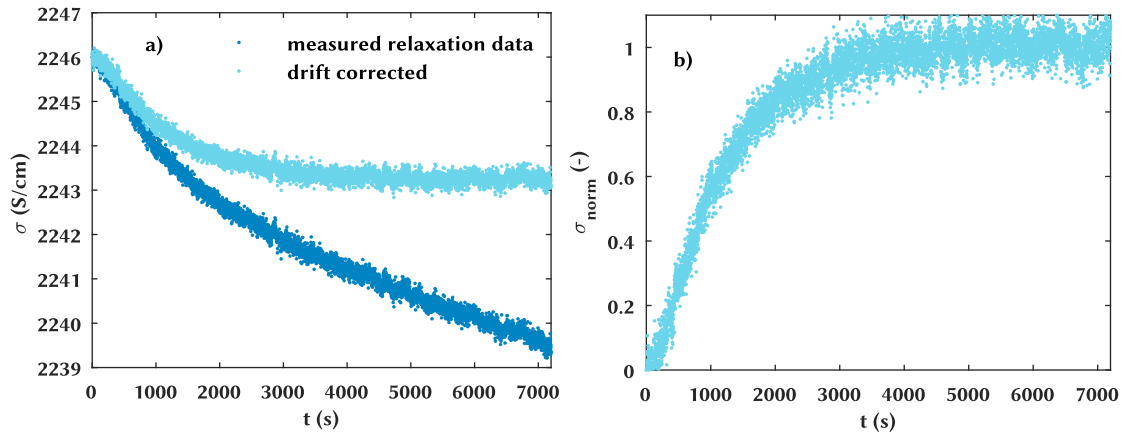 2247
2246
2245
2244
2243
2242
2241
2240
2239
σ (S/cm)
a)
measured relaxation data
drift corrected
0 1000 2000 3000 4000 5000 6000 7000
t (s)
1
0.8
0.6
0.4
0.2
0
σnorm (-)
b)
0 1000 2000 3000 4000 5000 6000 7000
t (s)